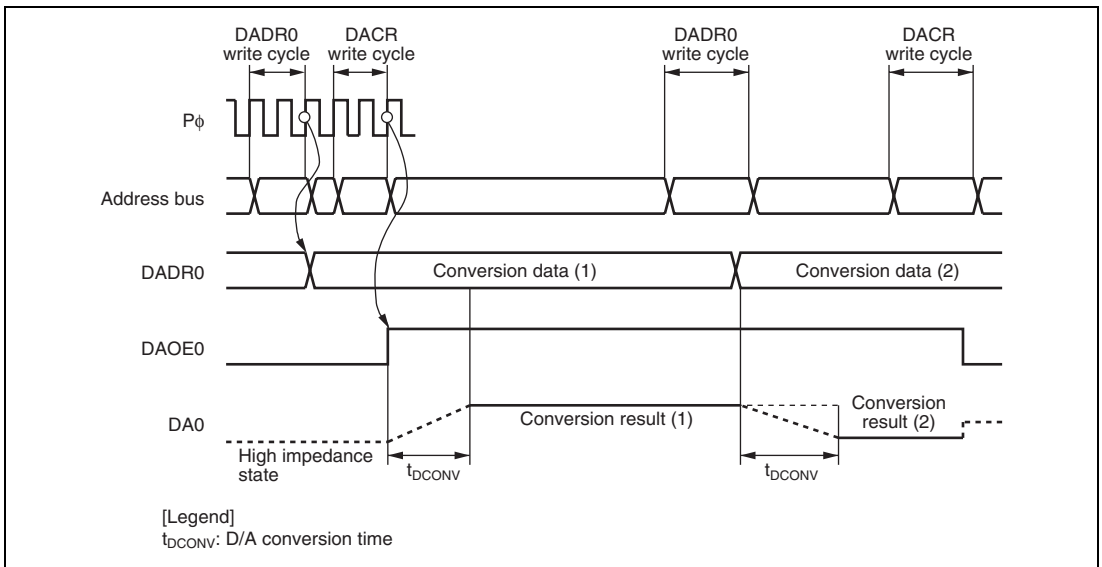 DADR0
write cycle
DACR
write cycle
DADR0
write cycle
DACR
write cycle
Pϕ
Address bus
DADR0
Conversion data (1)
Conversion data (2)
DAOE0
DA0
Conversion result (1)
Conversion
result (2)
High impedance
state
tDCONV
tDCONV
[Legend]
tDCONV: D/A conversion time